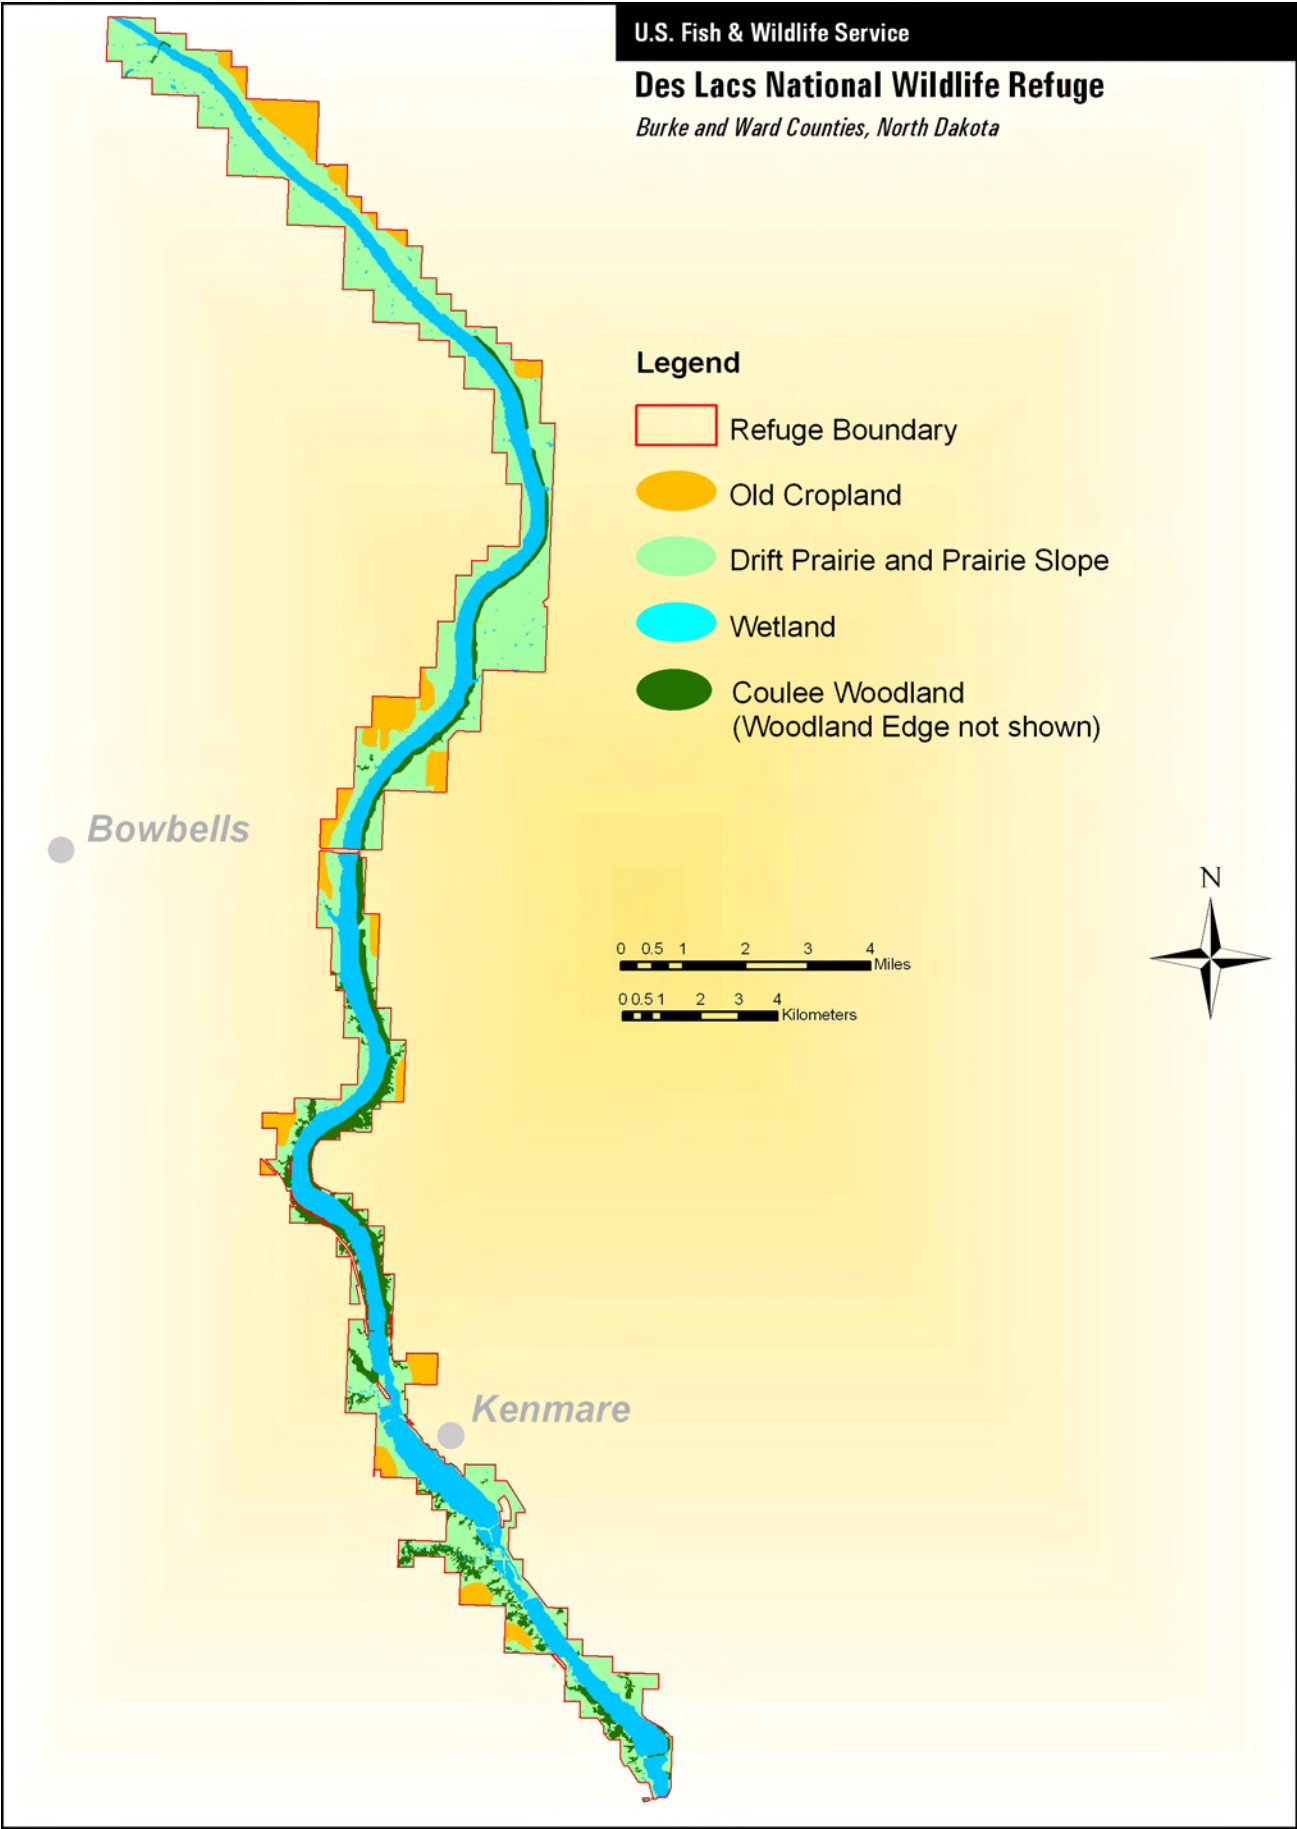 U.S. Fish & Wildlife Service
Des Lacs National Wildlife Refuge
Burke and Ward Counties, North Dakota
Legend
Refuge Boundary
Old Cropland
Drift Prairie and Prairie Slope
Wetland
Coulee Woodland
(Woodland Edge not shown)
Bowbells
N
0 0.5 1 2 3 4
Miles
0 0.5 1 2 3 4
Kilometers
Kenmare